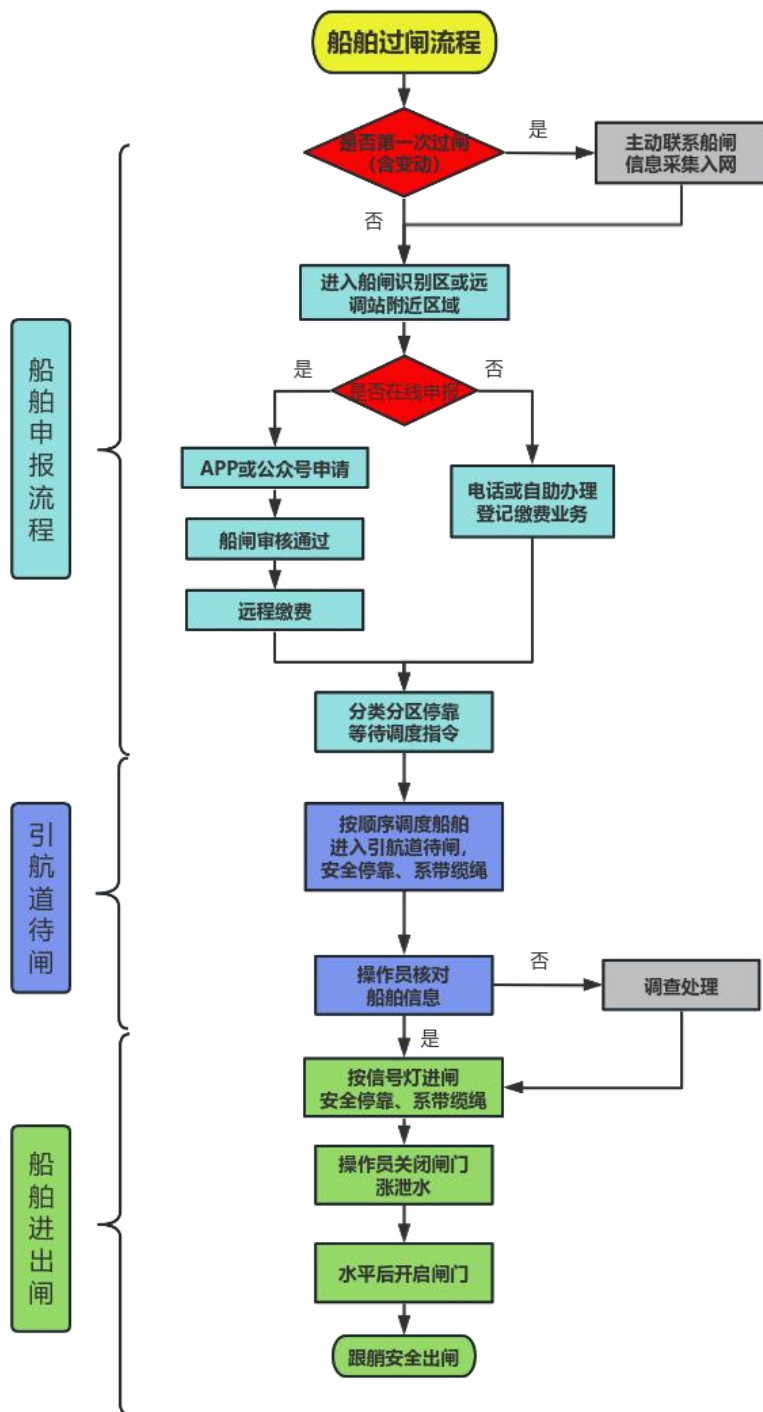 船舶过闸流程
是否第一次过闸
（含变动）
是
主动联系船闸
信息采集入网
否
进入船闸识别区或远
调站附近区域
船舶申报流程
是否在线申报
是
否
APP或公众号申请
电话或自助办理
登记缴费业务
船闸审核通过
远程缴费
分类分区停靠
等待调度指令
引航道待闸
按顺序调度船舶
进入引航道待闸，
安全停靠、系带缆绳
操作员核对
船舶信息
否
调查处理
是
船舶进出闸
按信号灯进闸
安全停靠、系带缆绳
操作员关闭闸门
涨泄水
水平后开启闸门
跟艄安全出闸